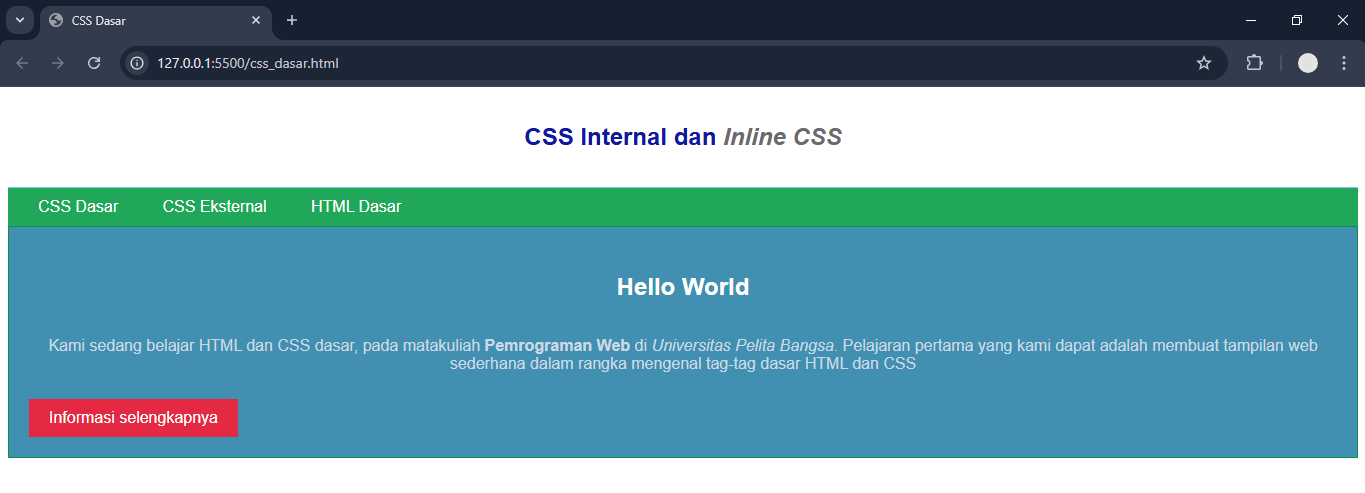 CSS Dasar
127.0.0.1:5500/css_dasar.html
CSS Internal dan Inline CSS
CSS Dasar CSS Eksternal HTML Dasar
Hello World
Kami sedang belajar HTML dan CSS dasar, pada matakuliah Pemrograman Web di Universitas Pelita Bangsa. Pelajaran pertama yang kami dapat adalah membuat tampilan web
sederhana dalam rangka mengenal tag-tag dasar HTML dan CSS
Informasi selengkapnya